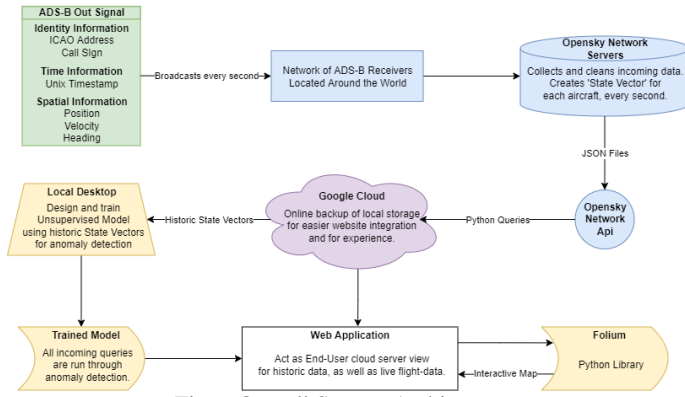 ADS-B Out Signal
Identity Information
ICAO Address
Call SIgn
Time Information
Unix Timestamp
Spatial Information
Position
Velocity
Heading
Broadcasts every second
Network of ADS-B Receivers
Located Around the World
Opensky Network
Servers
Collects and cleans incoming data.
Creates 'State Vector' for
each aircraft, every second.
JSON Files
Local Desktop
Design and train
Unsupervised Model
using historic State Vectors
for anomaly detection
Historic State Vectors
Google Cloud
Online backup of local storage
for easier website integration
and for experience.
Python Queries
Opensky
Network
Api
Trained Model
All incoming queries
are run through
anomaly detection.
Web Application
Act as End-User cloud server view
for historic data, as well as live flight-data.
Interactive Map
Folium
Python Library